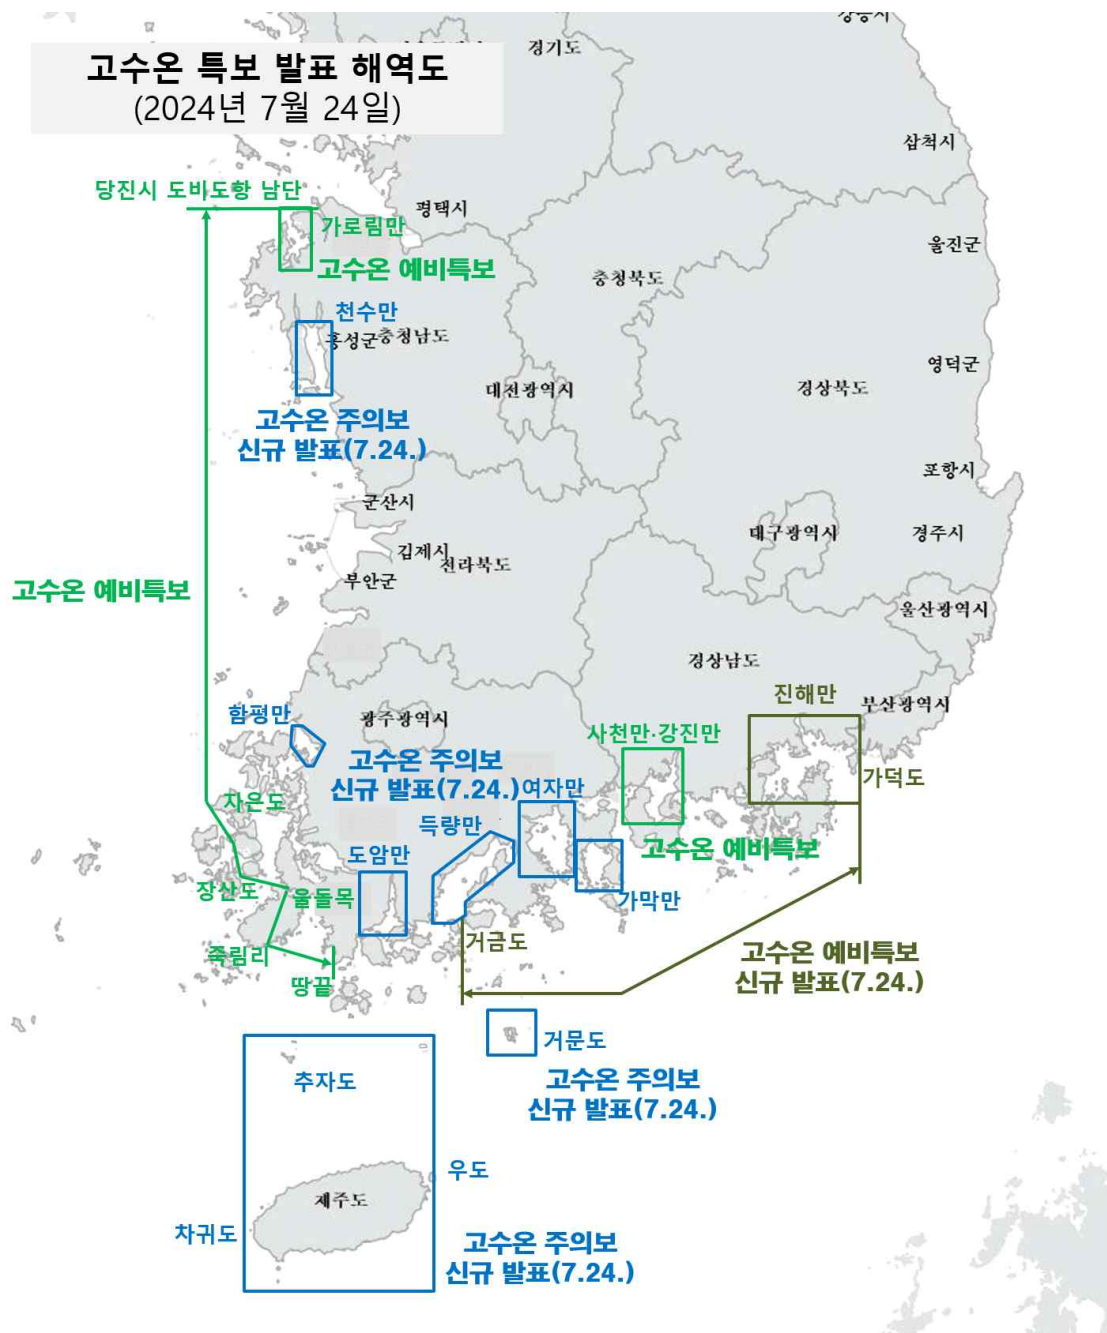 고수온 특보 발표 해역도
(2024년 7월 24일)
경기도
강릉시
삼척시
당진시 도비도항 남단
평택시
가로림만
고수온 예비특보
울진군
충청북도
천수만
홍성군
충청남도
영덕군
대전광역시
경상북도
고수온 주의보
신규 발표(7.24.)
포항시
군산시
대구광역시
경주시
김제시
전라북도
부안군
고수온 예비특보
울산광역시
경상남도
진해만
부산광역시
함평만
광주광역시
사천만·강진만
고수온 주의보
신규 발표(7.24.)
여자만
가덕도
자은도
득량만
도암만
고수온 예비특보
장산도
울돌목
가막만
죽림리
거금도
고수온 예비특보
신규 발표(7.24.)
땅끝
거문도
고수온 주의보
신규 발표(7.24.)
추자도
우도
제주도
차귀도
고수온 주의보
신규 발표(7.24.)